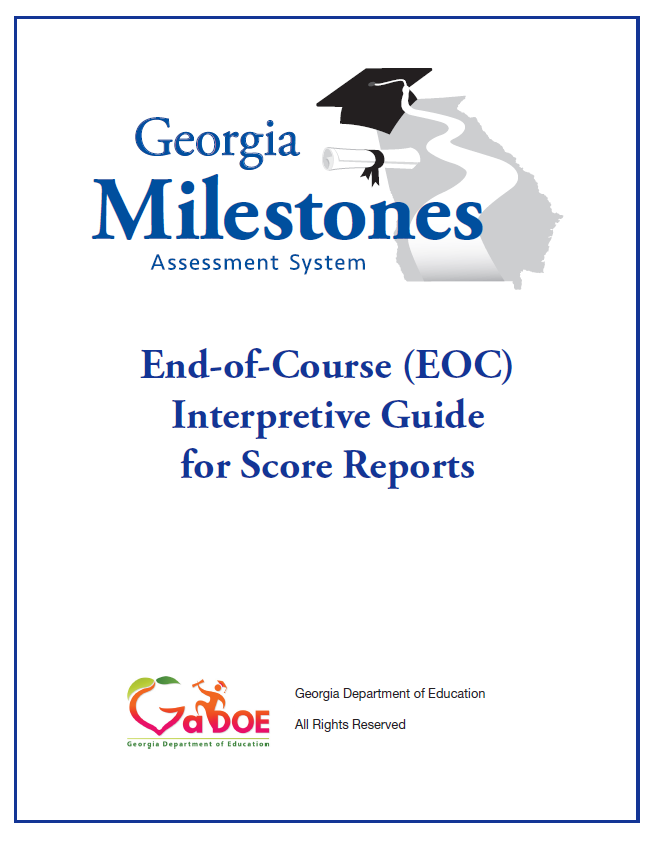 Georgia
Milestones
Assessment System
End-of-Course (EOC)
Interpretive Guide
for Score Reports
GaDOE
Georgia Department of Education
Georgia Department of Education
All Rights Reserved